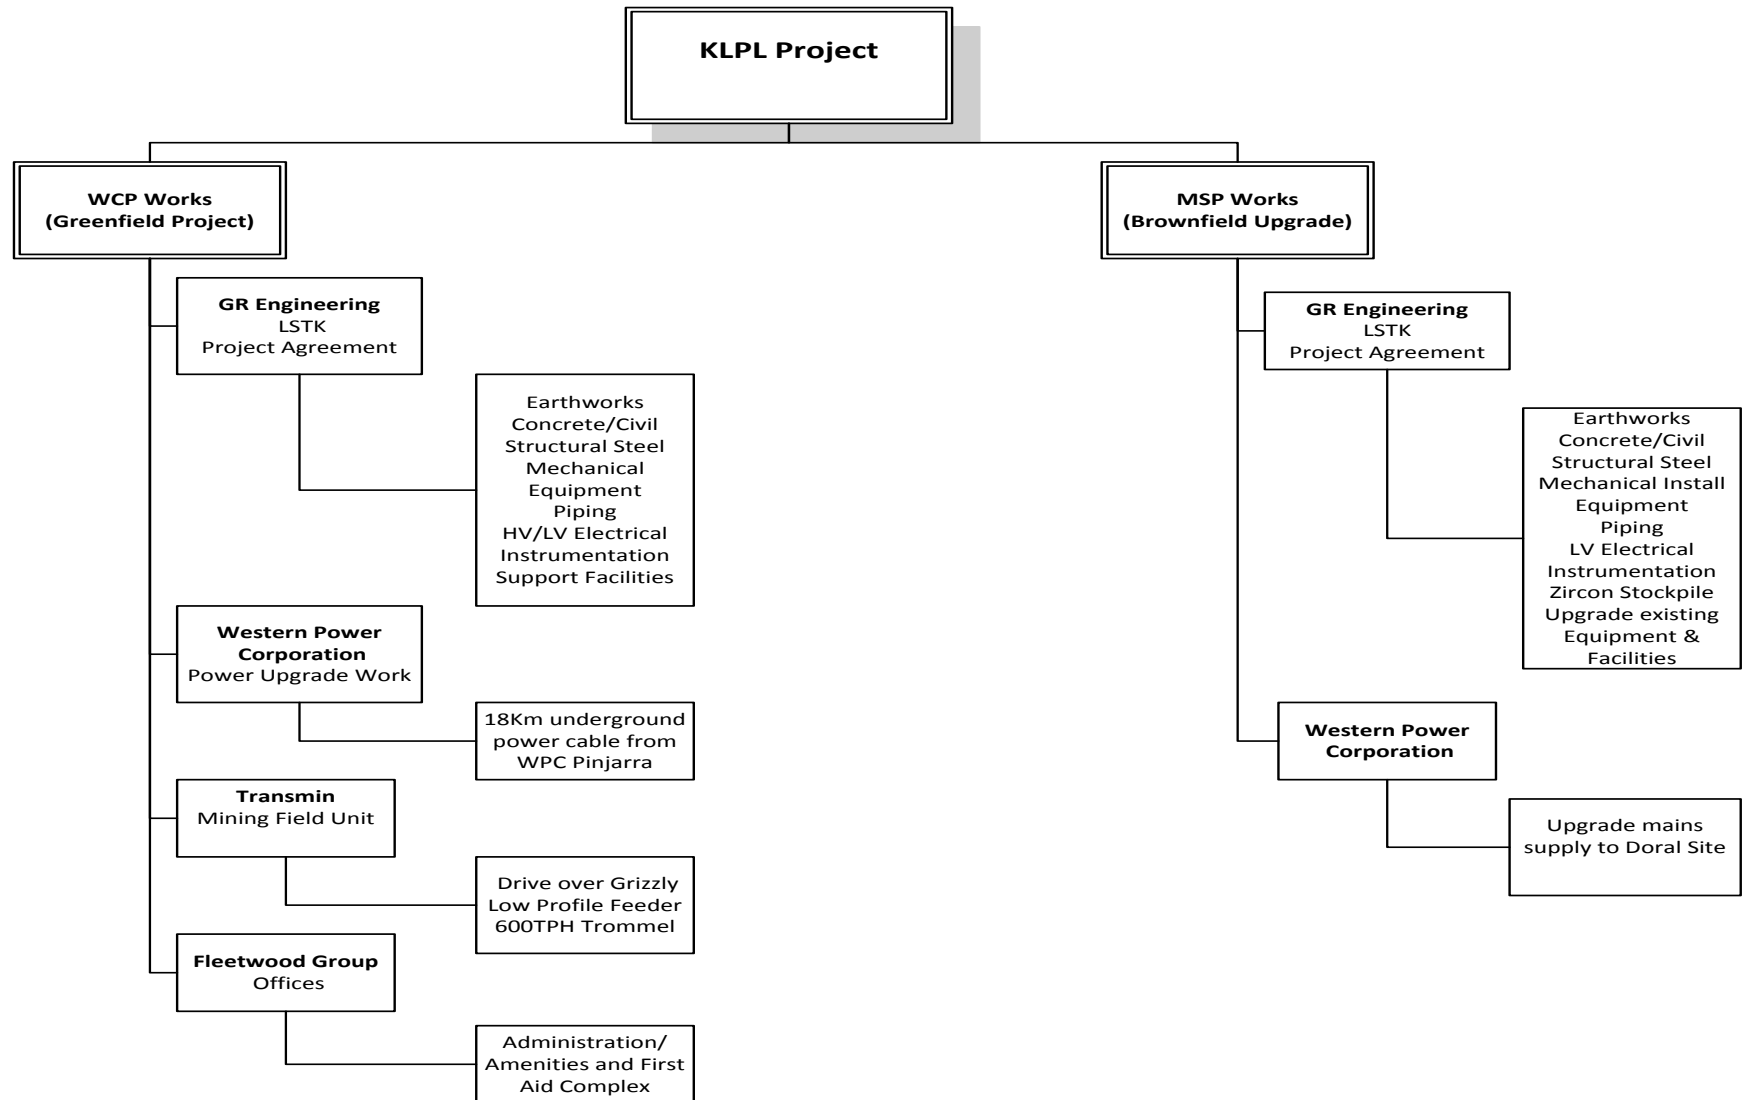 KLPL Project
WCP Works
(Greenfield Project)
MSP Works
(Brownfield Upgrade)
GR Engineering
LSTK
Project Agreement
Earthworks
Concrete/Civil
Structural Steel
Mechanical
Equipment
Piping
HV/LV Electrical
Instrumentation
Support Facilities
Western Power
Corporation
Power Upgrade Work
18Km underground
power cable from
WPC Pinjarra
Transmin
Mining Field Unit
Drive over Grizzly
Low Profile Feeder
600TPH Trommel
Fleetwood Group
Offices
Administration/
Amenities and First
Aid Complex
GR Engineering
LSTK
Project Agreement
Earthworks
Concrete/Civil
Structural Steel
Mechanical Install
Equipment
Piping
LV Electrical
Instrumentation
Zircon Stockpile
Upgrade existing
Equipment &
Facilities
Western Power
Corporation
Upgrade mains
supply to Doral Site